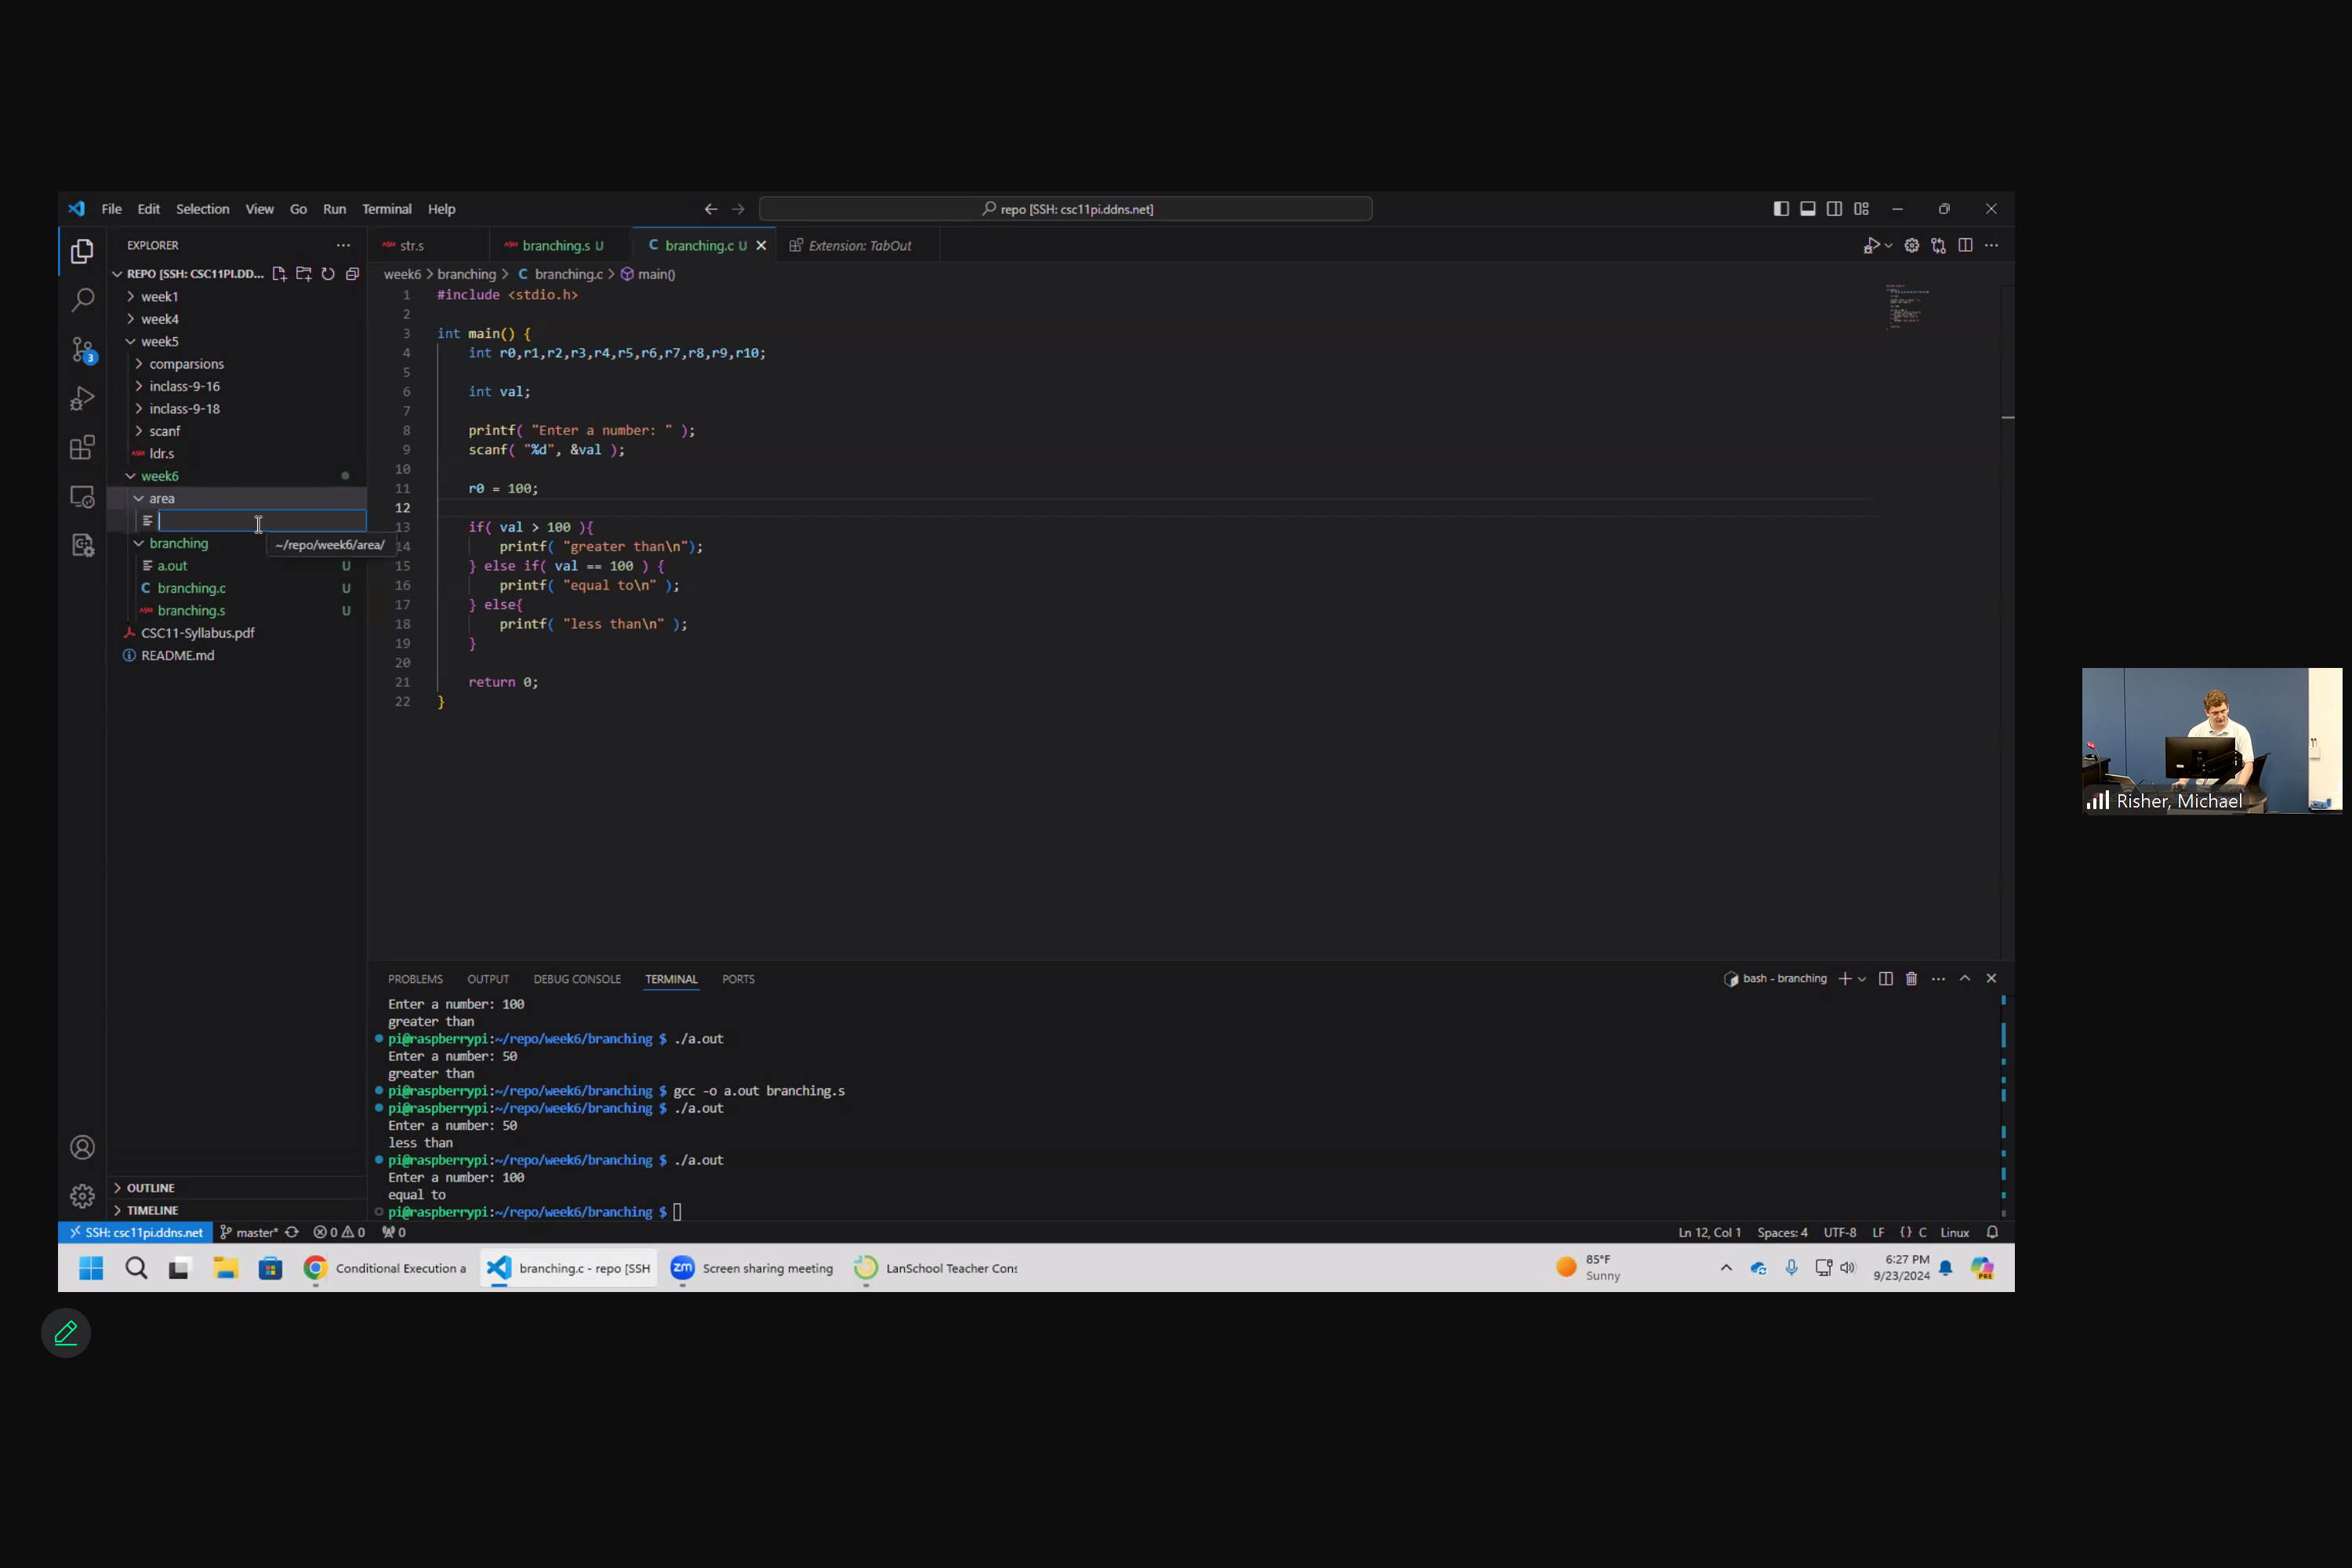 File Edit Selection View Go Run Terminal Help
repo [SSH: csc11pi.ddns.net]
EXPLORER
REPO [SSH: CSC11PI.DD...
week1
week4
week5
comparsions
inclass-9-16
inclass-9-18
scanf
ASM ldr.s
week6
area
~/repo/week6/area/
branching
a.out U
C branching.c U
ASM branching.s U
CSC11-Syllabus.pdf
README.md
OUTLINE
TIMELINE
3
ASM str.s
ASM branching.s U
C branching.c U
Extension: TabOut
week6 > branching > C branching.c > main()
1 #include <stdio.h>
2
3 int main() {
4 int r0,r1,r2,r3,r4,r5,r6,r7,r8,r9,r10;
5
6 int val;
7
8 printf( "Enter a number: " );
9 scanf( "%d", &val );
10
11 r0 = 100;
12
13 if( val > 100 ){
14 printf( "greater than\n");
15 } else if( val == 100 ) {
16 printf( "equal to\n" );
17 } else{
18 printf( "less than\n" );
19 }
20
21 return 0;
22 }
PROBLEMS OUTPUT DEBUG CONSOLE TERMINAL PORTS
bash - branching
Enter a number: 100
greater than
pi@raspberrypi:~/repo/week6/branching $ ./a.out
Enter a number: 50
greater than
pi@raspberrypi:~/repo/week6/branching $ gcc -o a.out branching.s
pi@raspberrypi:~/repo/week6/branching $ ./a.out
Enter a number: 50
less than
pi@raspberrypi:~/repo/week6/branching $ ./a.out
Enter a number: 100
equal to
pi@raspberrypi:~/repo/week6/branching $
SSH: csc11pi.ddns.net master* 0 0 0
Ln 12, Col 1 Spaces: 4 UTF-8 LF {} C Linux
Conditional Execution a
branching.c - repo [SSH
zm Screen sharing meeting
LanSchool Teacher Cons
85°F
Sunny
6:27 PM
9/23/2024
PRE
Risher, Michael